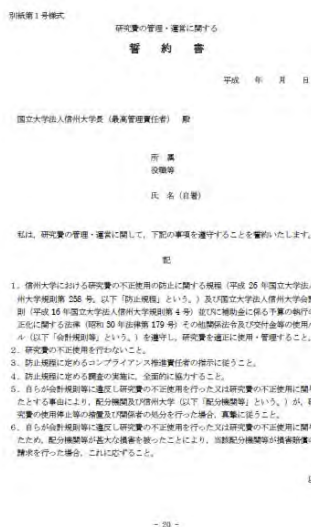 別紙第1号様式
研究費の管理・運営に関する
誓 約 書
平成 年 月 日
国立大学法人信州大学長（最高管理責任者） 殿
所 属
役職等
氏 名（自署）
私は、研究費の管理・運営に関して、下記の事項を遵守することを誓約いたします。
記
1．信州大学における研究費の不正使用の防止に関する規程（平成 26 年国立大学法人
州大学規則第 258 号。以下「防止規程」という。）及び国立大学法人信州大学会
則（平成 16 年国立大学法人信州大学規則第 4 号）並びに補助金に係る予算の執行の
正化に関する法律（昭和 30 年法律第 179 号）その他関係法令及び交付金等の使用
ル（以下「会計規則等」という。）を遵守し、研究費を適正に使用・管理すること。
2．研究費の不正使用を行わないこと。
3．防止規程に定めるコンプライアンス推進責任者の指示に従うこと。
4．防止規程に定める調査の実施に、全面的に協力すること。
5．自らが会計規則等に違反し研究費の不正使用を行った又は研究費の不正使用に関与
たとする事由により、配分機関及び信州大学（以下「配分機関等」という。）が、研
究費の使用停止等の措置及び関係者の処分を行った場合、真摯に従うこと。
6．自らが会計規則等に違反し研究費の不正使用を行った又は研究費の不正使用に関与
たため、配分機関等が甚大な損害を被ったことにより、当該配分機関等が損害賠償の
請求を行った場合、これに応ずること。
- 20 -